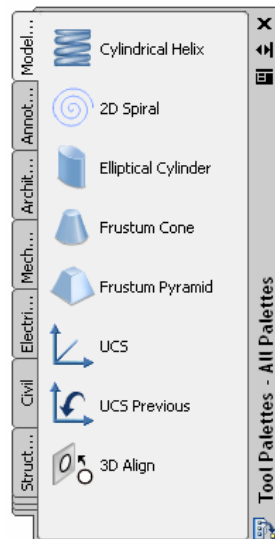 Model...
Annot...
Archit...
Mech...
Electri...
Civil
Struct...
Cylindrical Helix
2D Spiral
Elliptical Cylinder
Frustum Cone
Frustum Pyramid
UCS
UCS Previous
3D Align
Tool Palettes - All Palettes